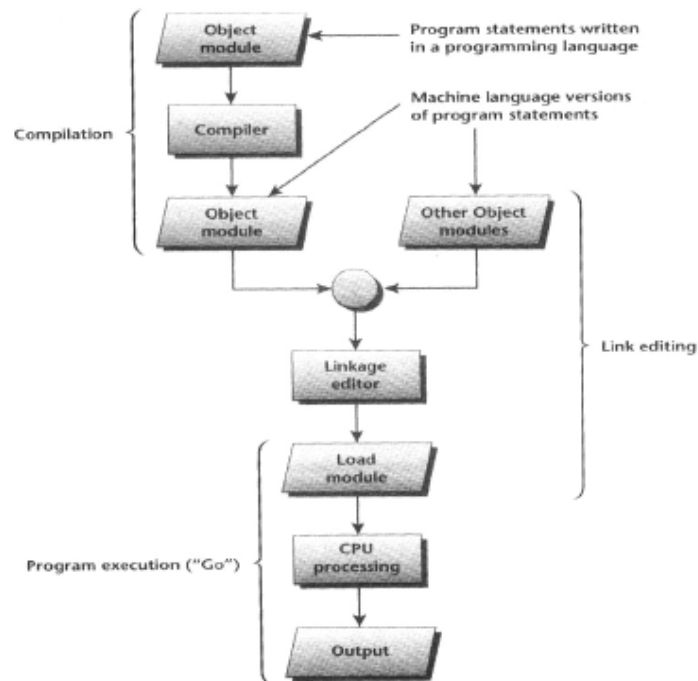 Object
module
Program statements written
in a programming language
Compiler
Machine language versions
of program statements
Compilation
Object
module
Other Object
modules
Linkage
editor
Link editing
Load
module
Program execution ("Go")
CPU
processing
Output